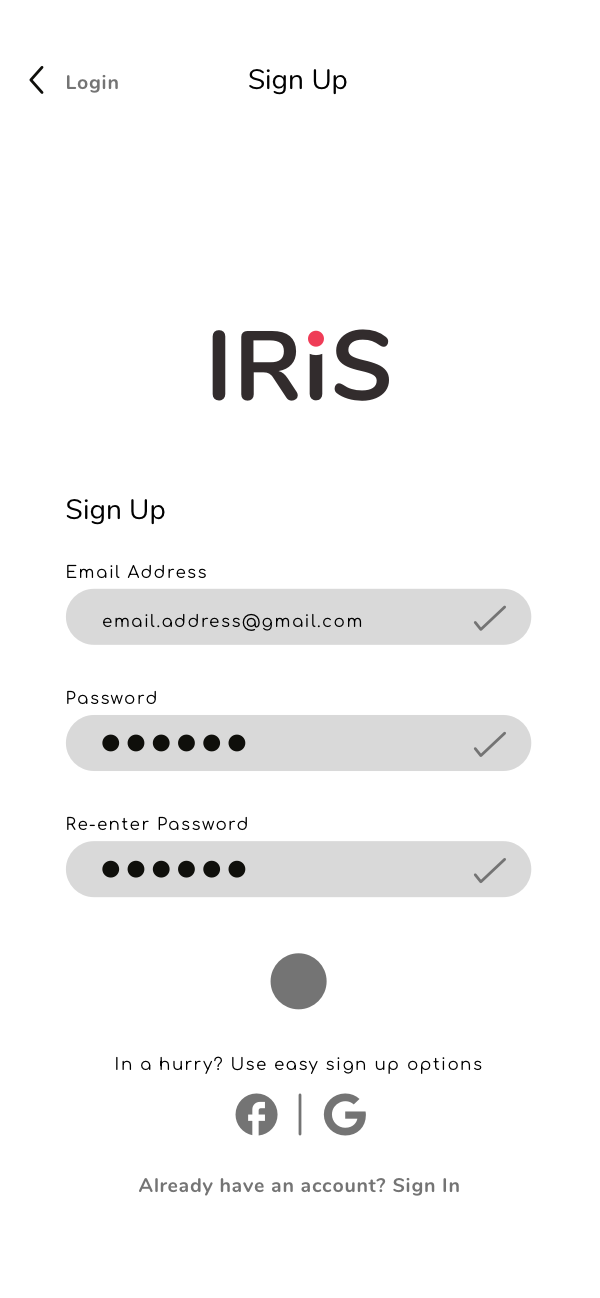 Login
Sign Up
IRiS
Sign Up
Email Address
email.address@gmail.com
Password
Re-enter Password
In a hurry? Use easy sign up options
Already have an account? Sign In